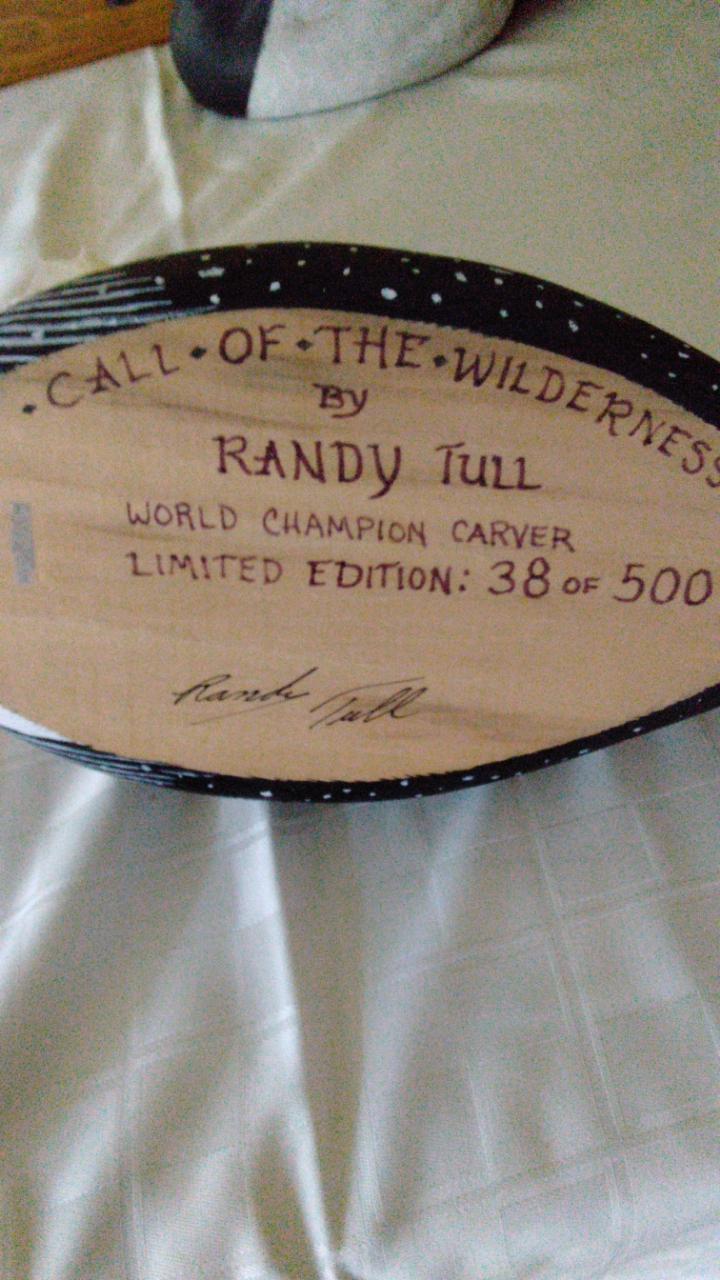 ·CALL·OF·THE·WILDERNESS
By
RANDY TULL
WORLD CHAMPION CARVER
LIMITED EDITION: 38 OF 500
Randy Tull